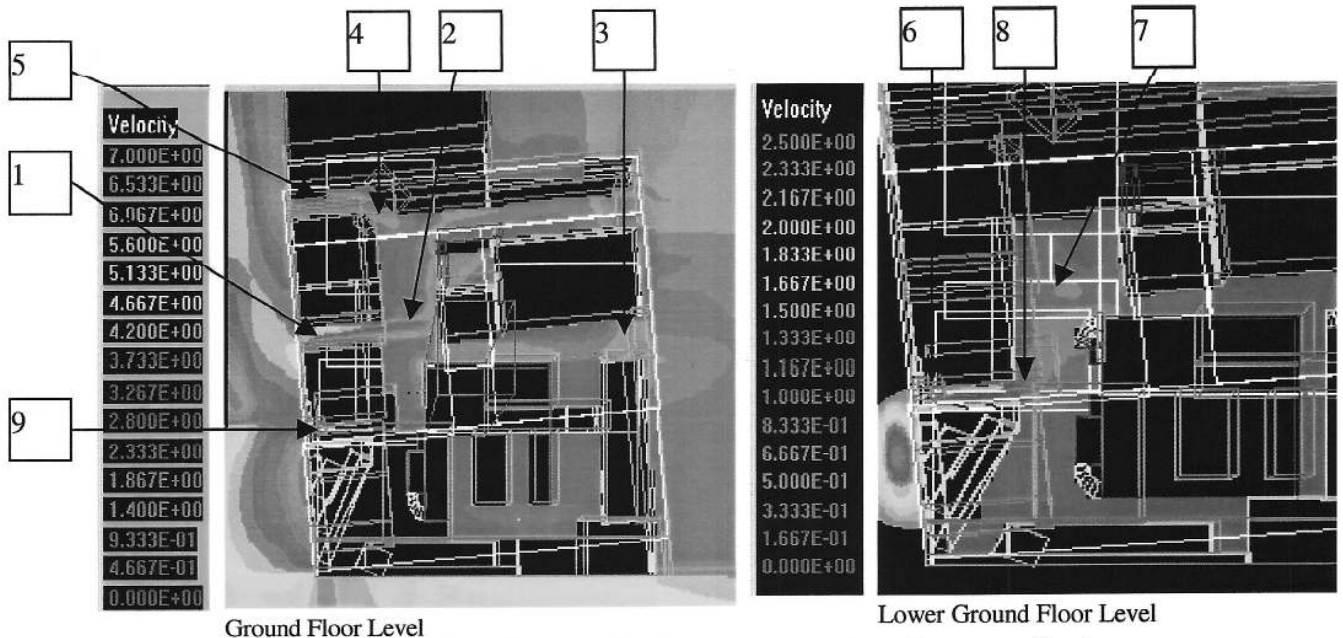 5
4
2
3
1
9
Velocity
7.000E+00
6.533E+00
6.067E+00
5.600E+00
5.133E+00
4.667E+00
4.200E+00
3.733E+00
3.267E+00
2.800E+00
2.333E+00
1.867E+00
1.400E+00
9.333E-01
4.667E-01
0.000E+00
Ground Floor Level
6
8
7
Velocity
2.500E+00
2.333E+00
2.167E+00
2.000E+00
1.833E+00
1.667E+00
1.500E+00
1.333E+00
1.167E+00
1.000E+00
8.333E-01
6.667E-01
5.000E-01
3.333E-01
1.667E-01
0.000E+00
Lower Ground Floor Level